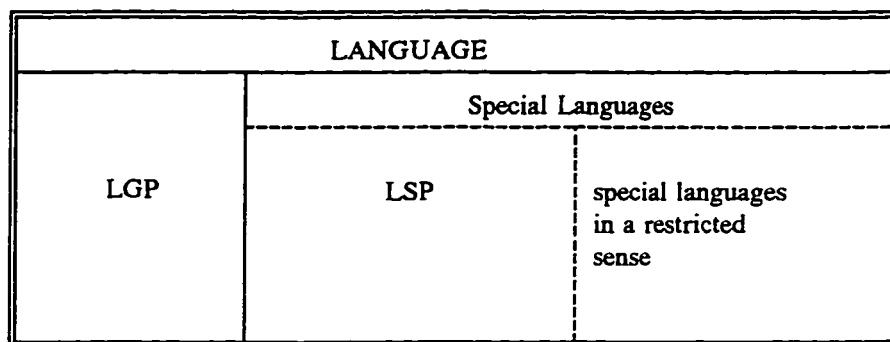 LANGUAGE
Special Languages
LGP
LSP
special languages
in a restricted
sense